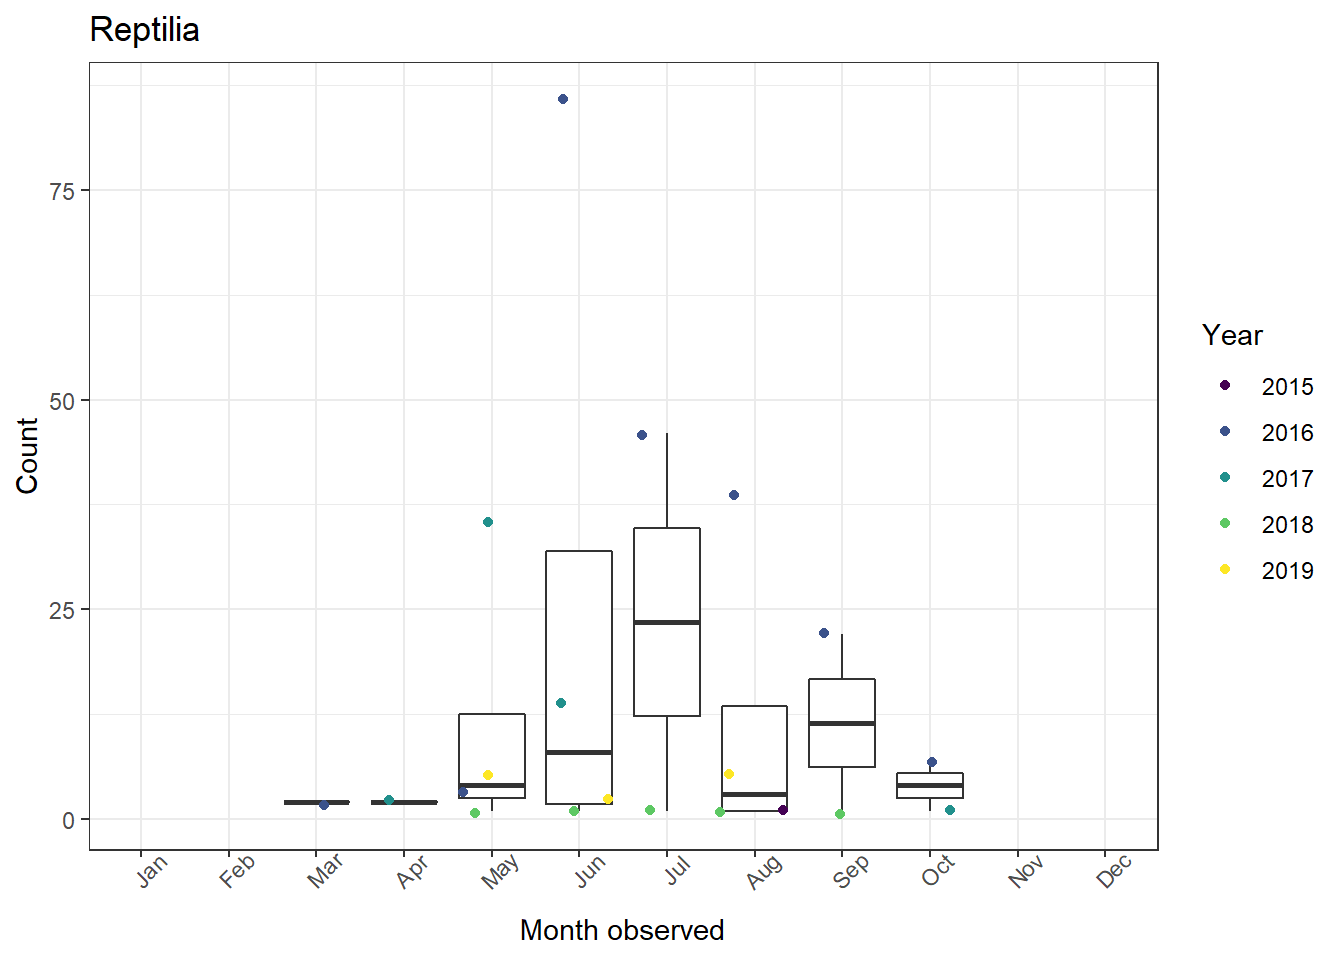 Reptilia
Count
75
50
25
0
Jan Feb Mar Apr May Jun Jul Aug Sep Oct Nov Dec
Month observed
Year
2015
2016
2017
2018
2019